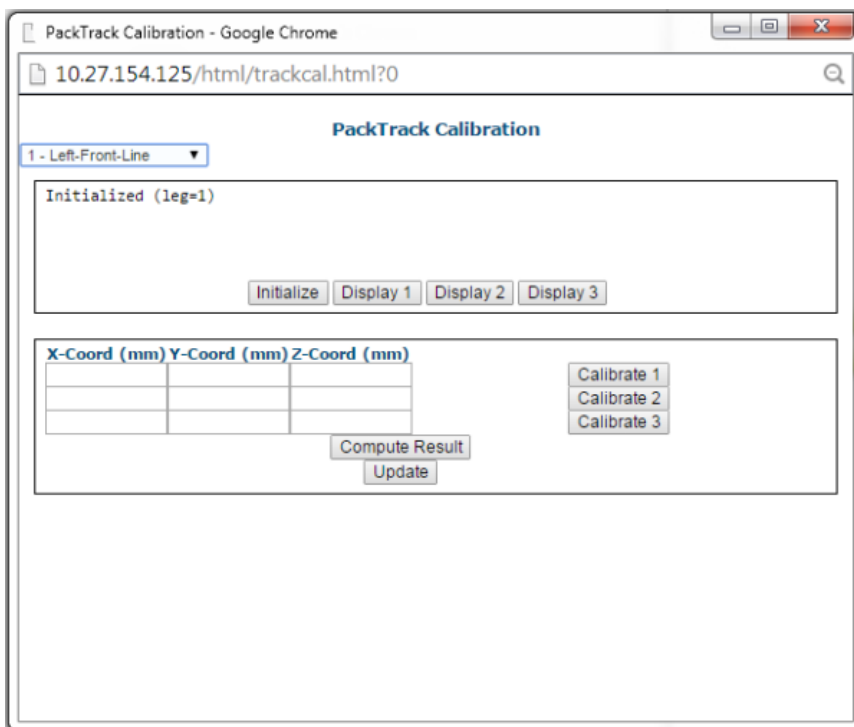 PackTrack Calibration - Google Chrome
10.27.154.125/html/trackcal.html?0
PackTrack Calibration
1 - Left-Front-Line
Initialized (leg=1)
Initialize Display 1 Display 2 Display 3
X-Coord (mm) Y-Coord (mm) Z-Coord (mm)
Calibrate 1
Calibrate 2
Calibrate 3
Compute Result
Update